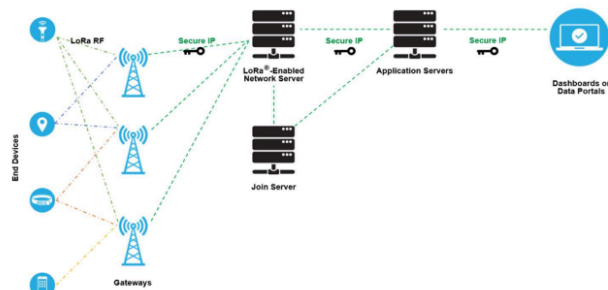 LoRa RF
Secure IP
Secure IP
Secure IP
LoRa®-Enabled
Network Server
Application Servers
Dashboards or
Data Portals
End Devices
Join Server
Gateways